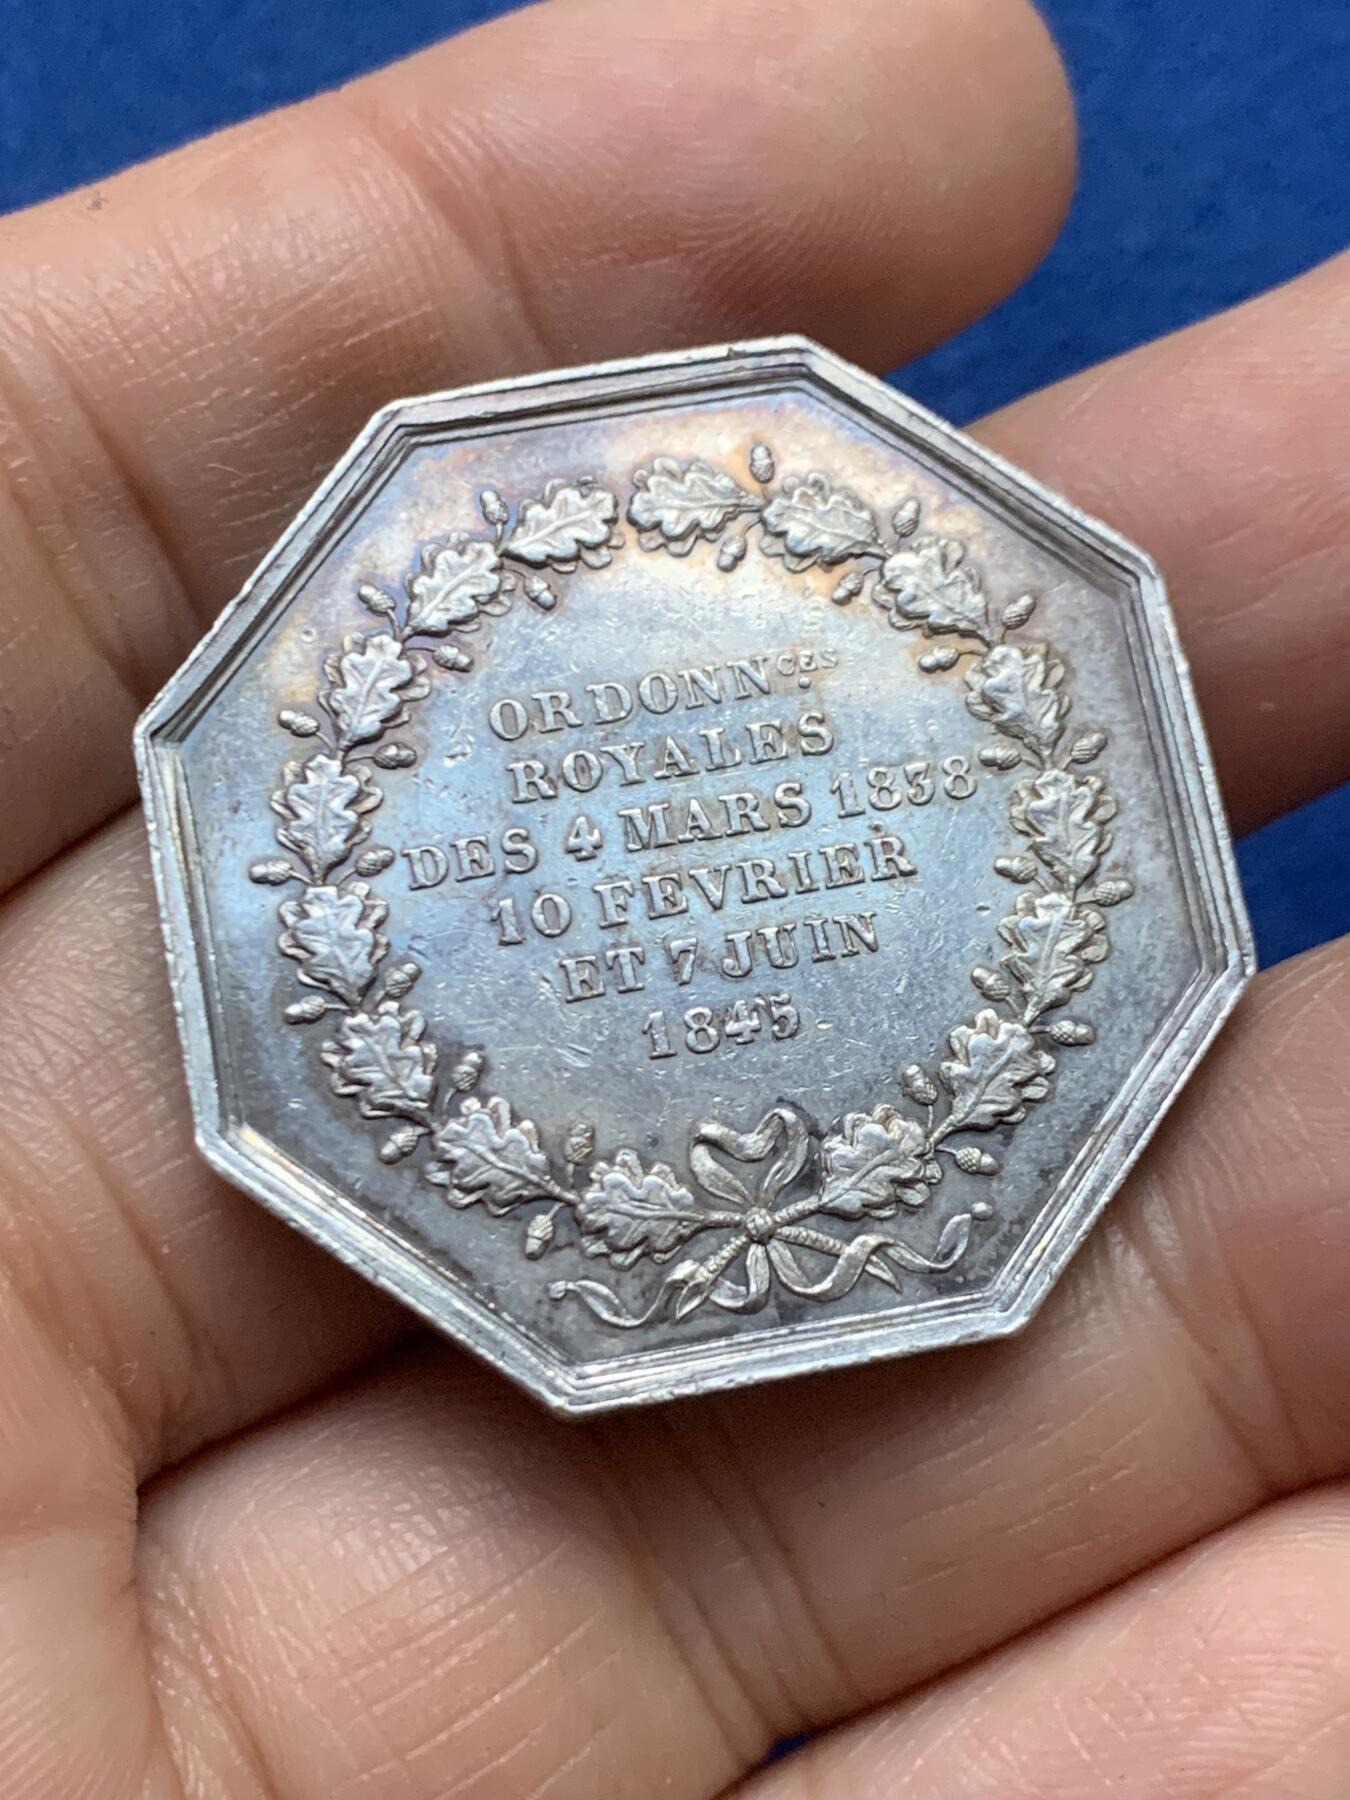 ORDONNCES
ROYALES
DES 4 MARS 1838
10 FEVRIER
ET 7 JUIN
1845